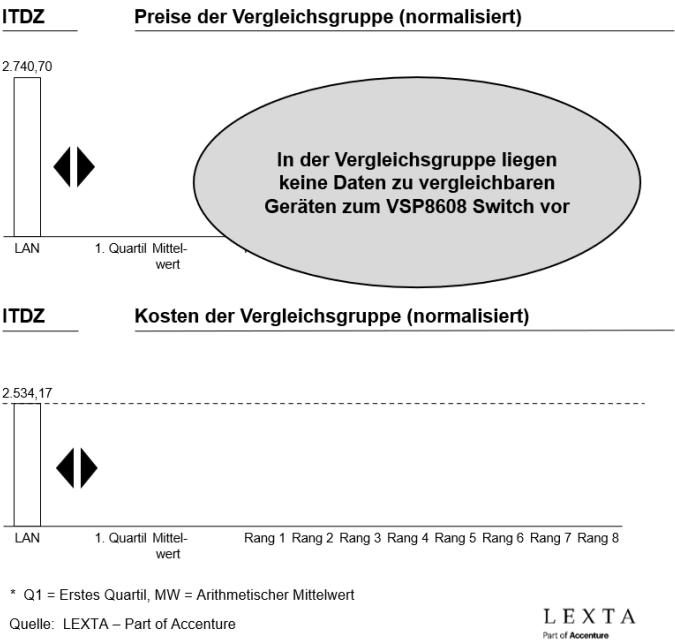 ITDZ Preise der Vergleichsgruppe (normalisiert)
2.740,70
In der Vergleichsgruppe liegen
keine Daten zu vergleichbaren
Geräten zum VSP8608 Switch vor
LAN 1. Quartil Mittel-
wert
ITDZ Kosten der Vergleichsgruppe (normalisiert)
2.534,17
LAN 1. Quartil Mittel- Rang 1 Rang 2 Rang 3 Rang 4 Rang 5 Rang 6 Rang 7 Rang 8
wert
* Q1 = Erstes Quartil, MW = Arithmetischer Mittelwert
Quelle: LEXTA – Part of Accenture
LEXTA
Part of Accenture